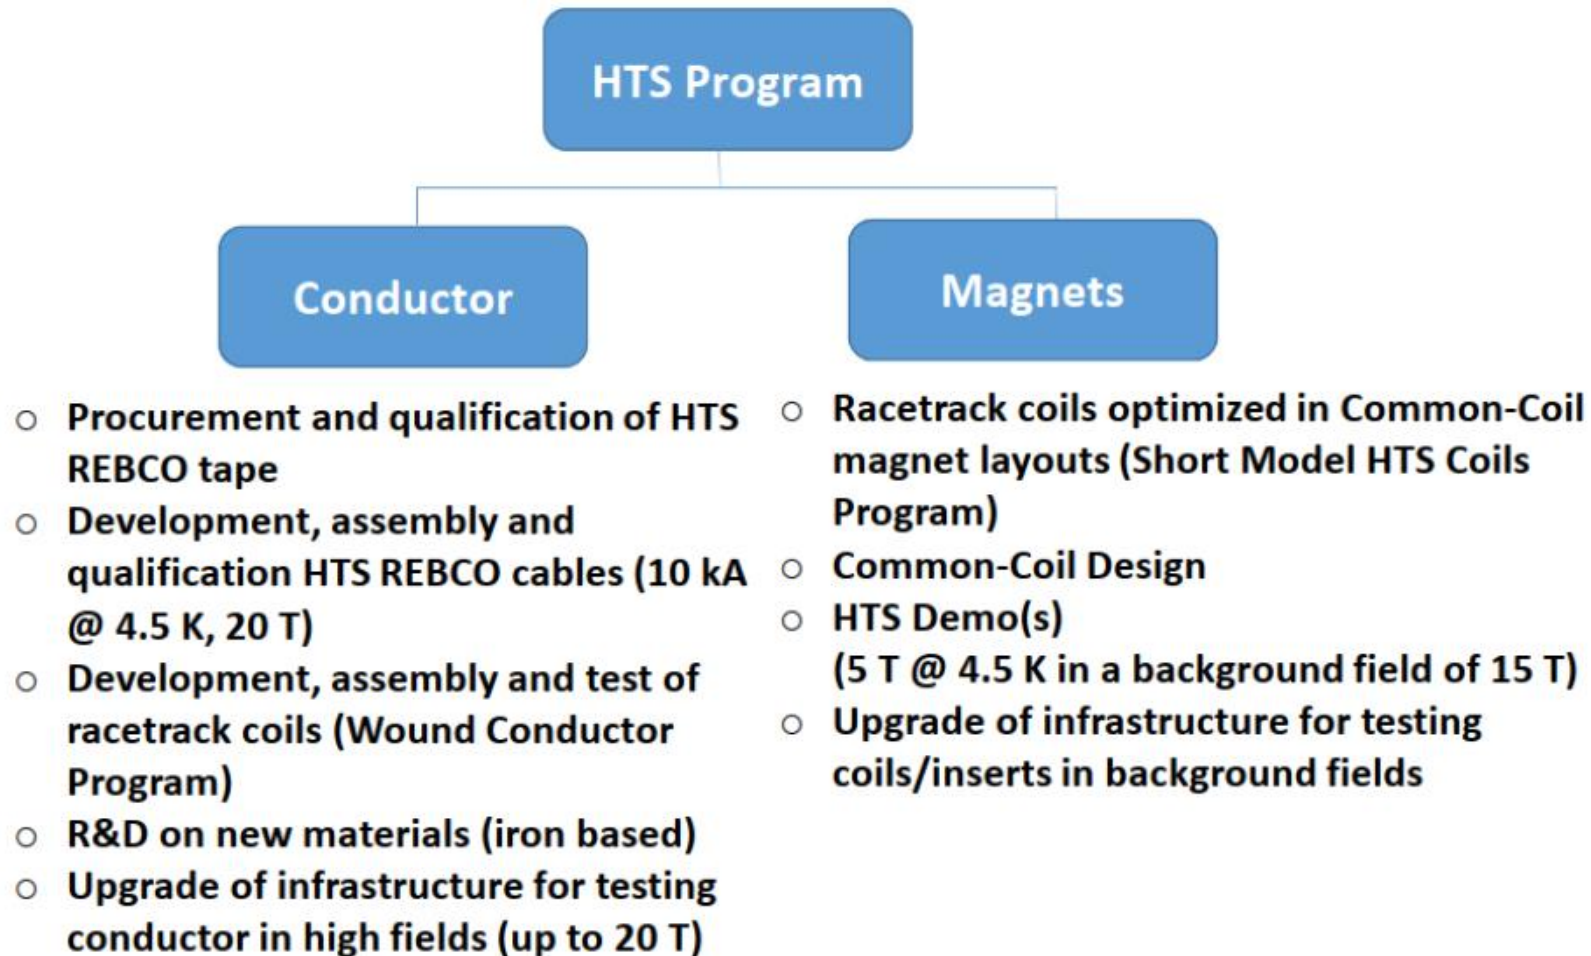 HTS Program
Conductor
Magnets
○ Procurement and qualification of HTS
REBCO tape
○ Development, assembly and
qualification HTS REBCO cables (10 kA
@ 4.5 K, 20 T)
○ Development, assembly and test of
racetrack coils (Wound Conductor
Program)
○ R&D on new materials (iron based)
○ Upgrade of infrastructure for testing
conductor in high fields (up to 20 T)
○ Racetrack coils optimized in Common-Coil
magnet layouts (Short Model HTS Coils
Program)
○ Common-Coil Design
○ HTS Demo(s)
(5 T @ 4.5 K in a background field of 15 T)
○ Upgrade of infrastructure for testing
coils/inserts in background fields